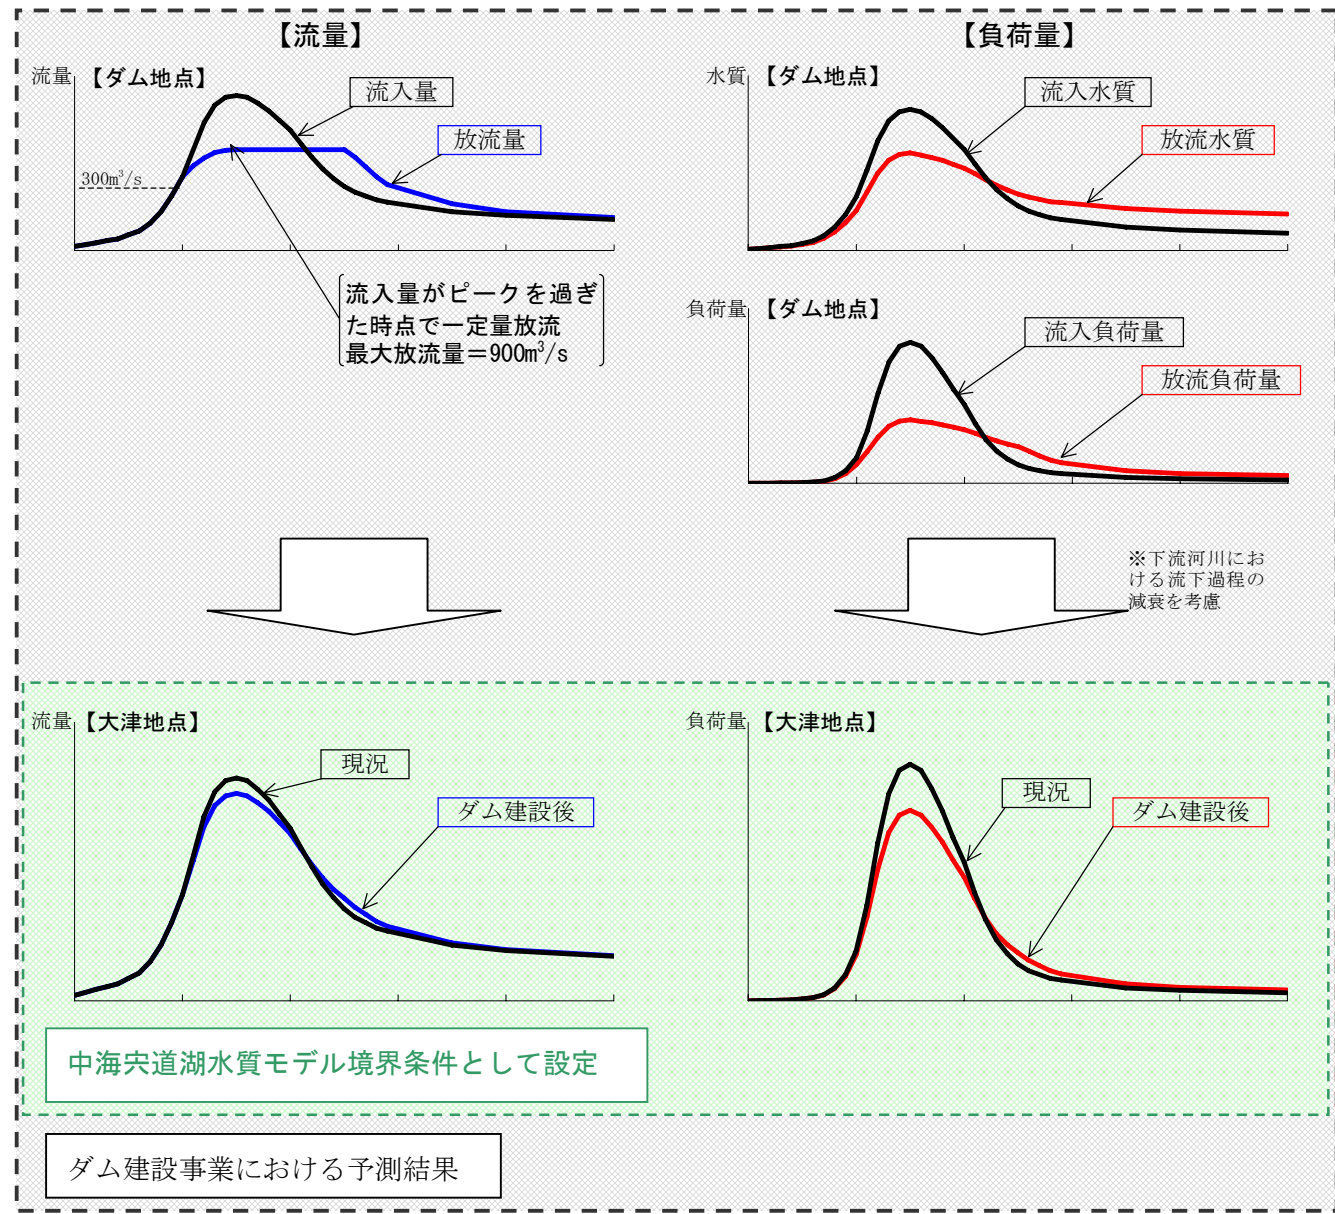 【流量】
流量
【ダム地点】
流入量
放流量
300m³/s
流入量がピークを過ぎ
た時点で一定量放流
最大放流量＝900m³/s
【負荷量】
水質
【ダム地点】
流入水質
放流水質
負荷量
【ダム地点】
流入負荷量
放流負荷量
※下流河川にお
ける流下過程の
減衰を考慮
流量
【大津地点】
現況
ダム建設後
負荷量
【大津地点】
現況
ダム建設後
中海宍道湖水質モデル境界条件として設定
ダム建設事業における予測結果